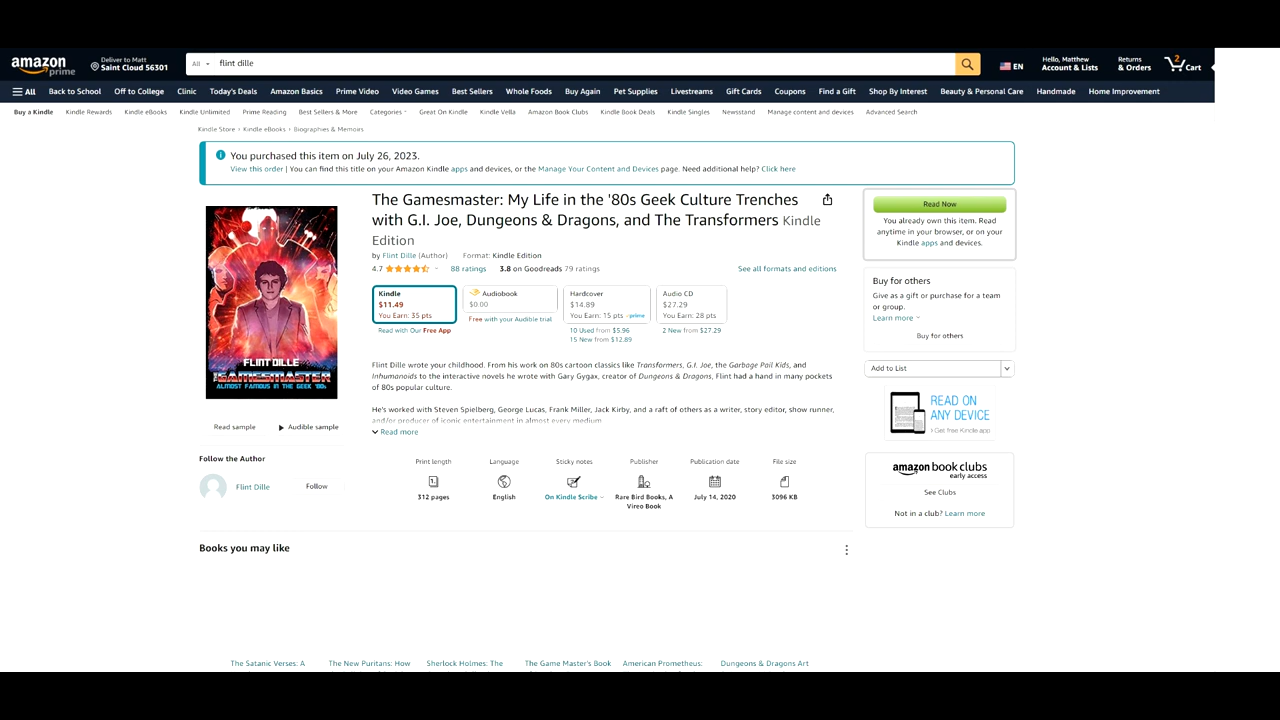 amazon prime
Deliver to Matt
Saint Cloud 56301
All
flint dille
EN
Hello, Matthew
Account & Lists
Returns
& Orders
2
Cart
All
Back to School
Off to College
Clinic
Today's Deals
Amazon Basics
Prime Video
Video Games
Best Sellers
Whole Foods
Buy Again
Pet Supplies
Livestreams
Gift Cards
Coupons
Find a Gift
Shop By Interest
Beauty & Personal Care
Handmade
Home Improvement
Buy a Kindle
Kindle Rewards
Kindle eBooks
Kindle Unlimited
Prime Reading
Best Sellers & More
Categories
Great On Kindle
Kindle Vella
Amazon Book Clubs
Kindle Book Deals
Kindle Singles
Newsstand
Manage content and devices
Advanced Search
Kindle Store › Kindle eBooks › Biographies & Memoirs
You purchased this item on July 26, 2023.
View this order | You can find this title on your Amazon Kindle apps and devices, or on the Manage Your Content and Devices page. Need additional help? Click here
FLINT DILLE
THE GAMESMASTER
ALMOST FAMOUS IN THE GEEK '80s
Read sample
Audible sample
Follow the Author
Flint Dille
Follow
The Gamesmaster: My Life in the '80s Geek Culture Trenches
with G.I. Joe, Dungeons & Dragons, and The Transformers Kindle
Edition
by Flint Dille (Author) Format: Kindle Edition
4.7
88 ratings
3.8 on Goodreads 79 ratings
See all formats and editions
Kindle
$11.49
You Earn: 35 pts
Read with Our Free App
Audiobook
$0.00
Free with your Audible trial
Hardcover
$14.89
You Earn: 15 pts prime
10 Used from $5.96
15 New from $12.89
Audio CD
$27.29
You Earn: 28 pts
2 New from $27.29
Flint Dille wrote your childhood. From his work on 80s cartoon classics like Transformers, G.I. Joe, the Garbage Pail Kids, and
Inhumanoids to the interactive novels he wrote with Gary Gygax, creator of Dungeons & Dragons, Flint had a hand in many pockets
of 80s popular culture.
He's worked with Steven Spielberg, George Lucas, Frank Miller, Jack Kirby, and a raft of others as a writer, story editor, show runner,
and/or producer of iconic entertainment in almost every medium
Read more
Print length
312 pages
Language
English
Sticky notes
On Kindle Scribe
Publisher
Rare Bird Books, A
Vireo Book
Publication date
July 14, 2020
File size
3096 KB
Read Now
You already own this item. Read
anytime in your browser, or on your
Kindle apps and devices.
Buy for others
Give as a gift or purchase for a team
or group.
Learn more
Buy for others
Add to List
READ ON
ANY DEVICE
› Get free Kindle app
amazon book clubs
early access
See Clubs
Not in a club? Learn more
Books you may like
The Satanic Verses: A
The New Puritans: How
Sherlock Holmes: The
The Game Master's Book
American Prometheus:
Dungeons & Dragons Art